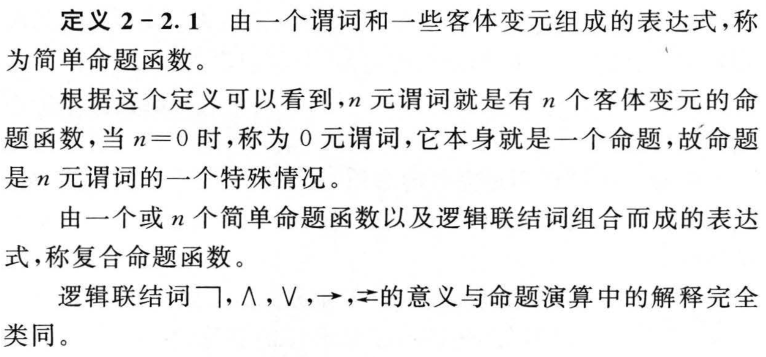 定义 2-2.1 由一个谓词和一些客体变元组成的表达式,称
为简单命题函数。
根据这个定义可以看到,n 元谓词就是有 n 个客体变元的命
题函数,当 n=0 时,称为 0 元谓词,它本身就是一个命题,故命题
是 n 元谓词的一个特殊情况。
由一个或 n 个简单命题函数以及逻辑联结词组合而成的表达
式,称复合命题函数。
逻辑联结词 ㄱ,∧,∨,→,⇄的意义与命题演算中的解释完全
类同。